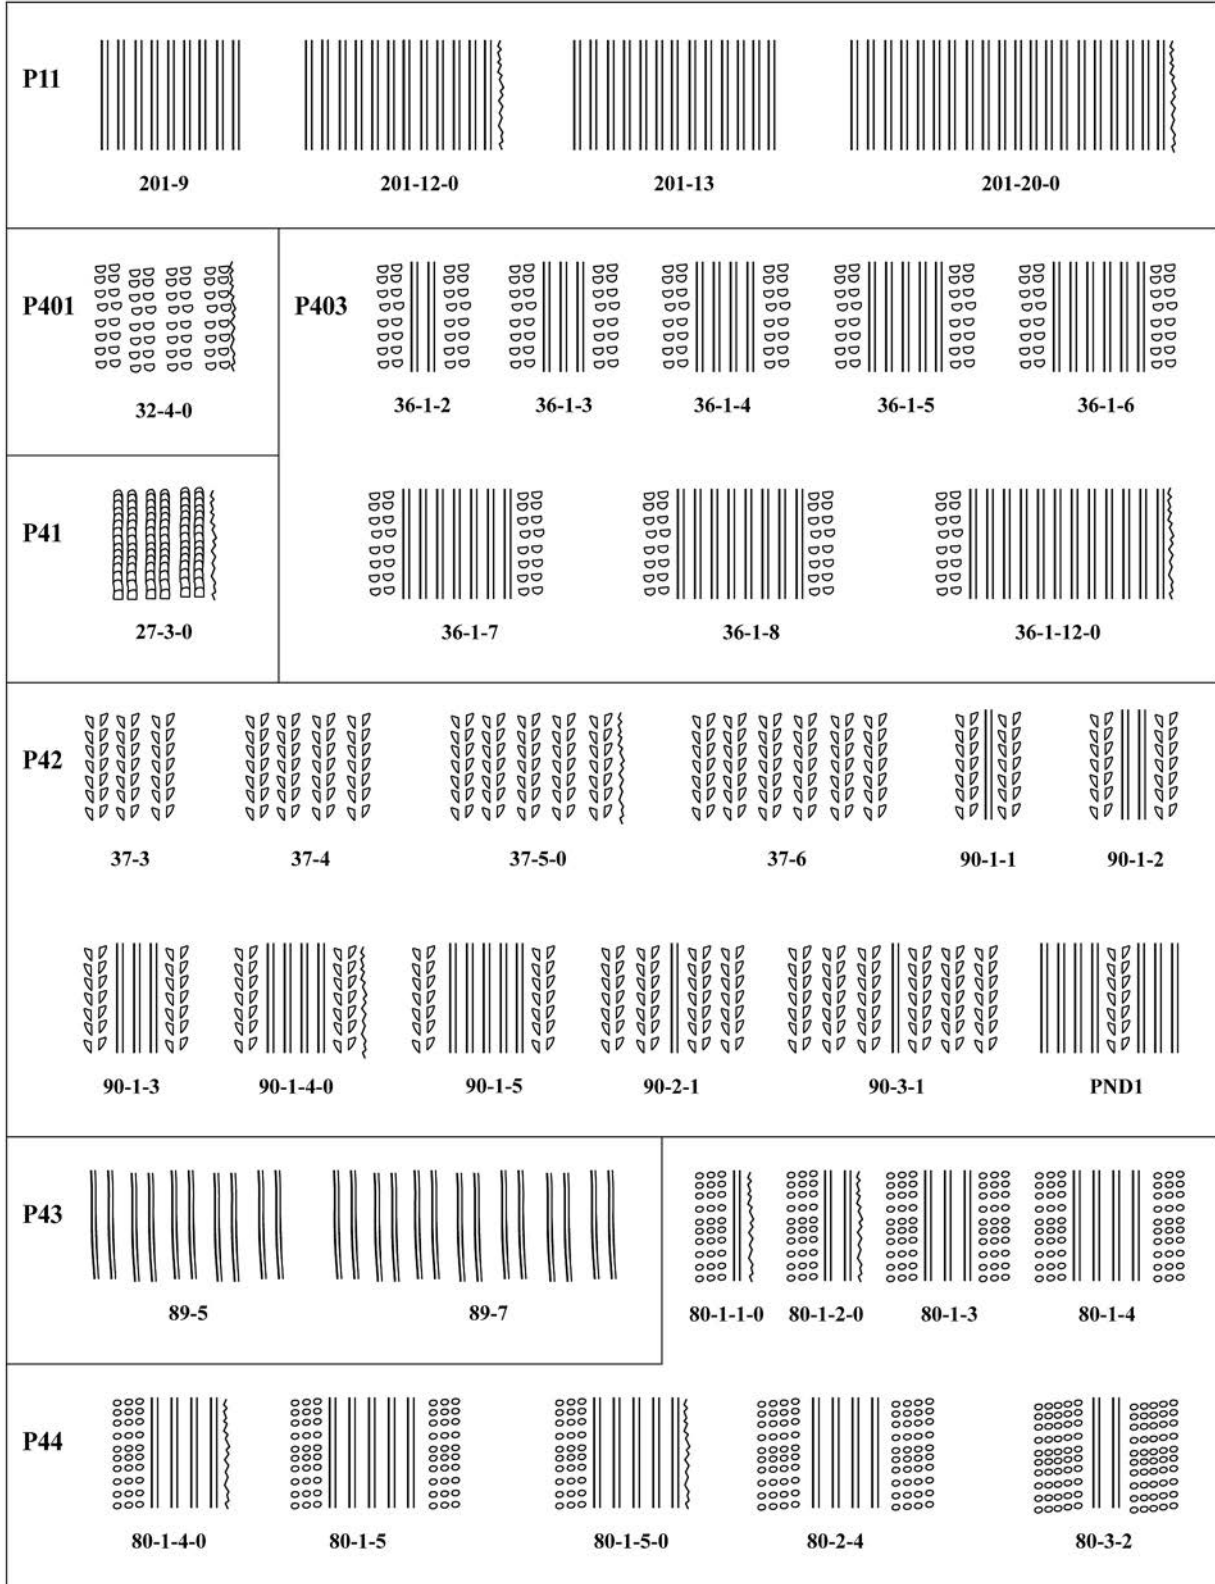 P11
201-9 201-12-0 201-13 201-20-0
P401 P403
32-4-0 36-1-2 36-1-3 36-1-4 36-1-5 36-1-6
P41
27-3-0 36-1-7 36-1-8 36-1-12-0
P42
37-3 37-4 37-5-0 37-6 90-1-1 90-1-2
90-1-3 90-1-4-0 90-1-5 90-2-1 90-3-1 PND1
P43
89-5 89-7 80-1-1-0 80-1-2-0 80-1-3 80-1-4
P44
80-1-4-0 80-1-5 80-1-5-0 80-2-4 80-3-2